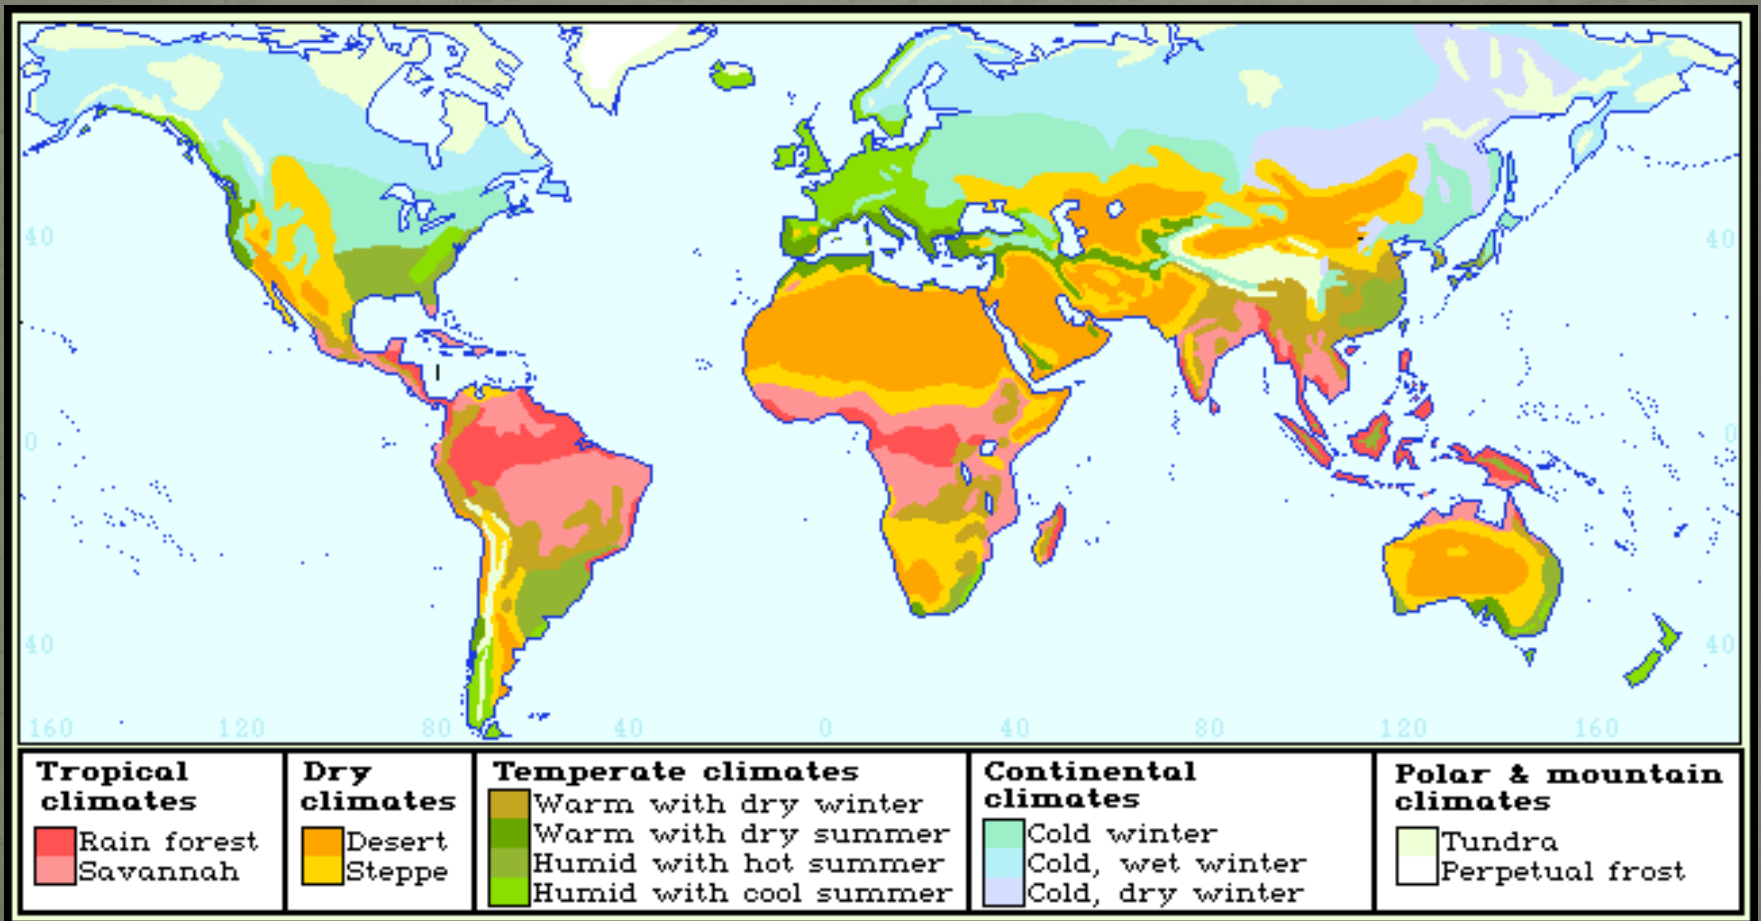 40
40
0
0
40
40
160
120
80
40
0
40
80
120
160
Tropical
climates
Rain forest
Savannah
Dry
climates
Desert
Steppe
Temperate climates
Warm with dry winter
Warm with dry summer
Humid with hot summer
Humid with cool summer
Continental
climates
Cold winter
Cold, wet winter
Cold, dry winter
Polar & mountain
climates
Tundra
Perpetual frost